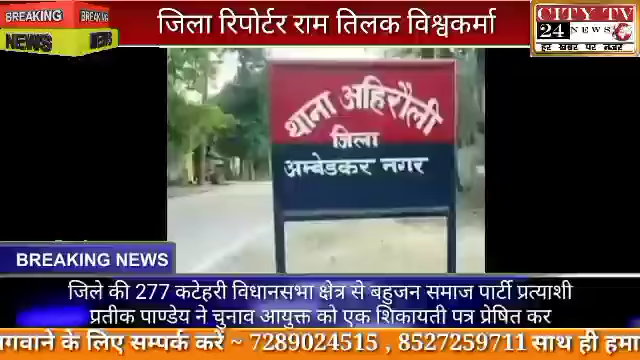 BREAKING
NEWS
BREAKING
NEWS
जिला रिपोर्टर राम तिलक विश्वकर्मा
CITY TV
24 NEWS
हर खबर पर नजर
थाना अहिरौली
जिला
अम्बेडकर नगर
BREAKING NEWS
जिले की 277 कटेहरी विधानसभा क्षेत्र से बहुजन समाज पार्टी प्रत्याशी
प्रतीक पाण्डेय ने चुनाव आयुक्त को एक शिकायती पत्र प्रेषित कर
गवाने के लिए सम्पर्क करें ~ 7289024515 , 8527259711 साथ ही हमा